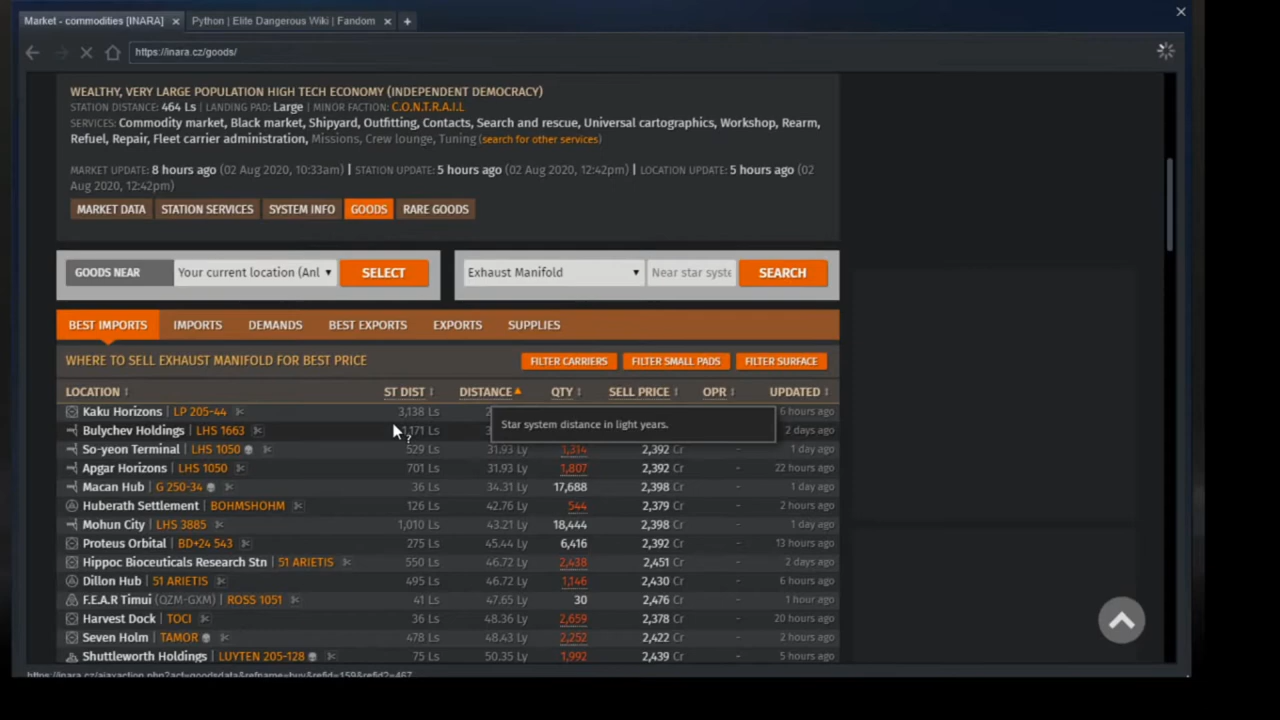 Market - commodities [INARA] × Python | Elite Dangerous Wiki | Fandom × +
https://inara.cz/goods/
WEALTHY, VERY LARGE POPULATION HIGH TECH ECONOMY (INDEPENDENT DEMOCRACY)
STATION DISTANCE: 464 Ls | LANDING PAD: Large | MINOR FACTION: C.O.N.T.R.A.I.L
SERVICES: Commodity market, Black market, Shipyard, Outfitting, Contacts, Search and rescue, Universal cartographics, Workshop, Rearm,
Refuel, Repair, Fleet carrier administration, Missions, Crew lounge, Tuning (search for other services)
MARKET UPDATE: 8 hours ago (02 Aug 2020, 10:33am) | STATION UPDATE: 5 hours ago (02 Aug 2020, 12:42pm) | LOCATION UPDATE: 5 hours ago (02
Aug 2020, 12:42pm)
MARKET DATA STATION SERVICES SYSTEM INFO GOODS RARE GOODS
GOODS NEAR Your current location (Anl SELECT Exhaust Manifold Near star syste SEARCH
BEST IMPORTS IMPORTS DEMANDS BEST EXPORTS EXPORTS SUPPLIES
WHERE TO SELL EXHAUST MANIFOLD FOR BEST PRICE FILTER CARRIERS FILTER SMALL PADS FILTER SURFACE
LOCATION ST DIST DISTANCE QTY SELL PRICE OPR UPDATED
Kaku Horizons | LP 205-44 3,138 Ls 6 hours ago
Star system distance in light years.
Bulychev Holdings | LHS 1663 1,171 Ls 2 days ago
So-yeon Terminal | LHS 1050 529 Ls 31.93 Ly 1,314 2,392 Cr - 1 day ago
Apgar Horizons | LHS 1050 701 Ls 31.93 Ly 1,807 2,392 Cr - 22 hours ago
Macan Hub | G 250-34 36 Ls 34.31 Ly 17,688 2,398 Cr - 1 day ago
Huberath Settlement | BOHMSHOHM 126 Ls 42.76 Ly 544 2,379 Cr - 2 hours ago
Mohun City | LHS 3885 1,010 Ls 43.21 Ly 18,444 2,398 Cr - 1 day ago
Proteus Orbital | BD+24 543 275 Ls 45.44 Ly 6,416 2,392 Cr - 13 hours ago
Hippoc Bioceuticals Research Stn | 51 ARIETIS 550 Ls 46.72 Ly 2,438 2,451 Cr - 2 days ago
Dillon Hub | 51 ARIETIS 495 Ls 46.72 Ly 1,146 2,430 Cr - 6 hours ago
F.E.A.R Timui (QZM-GXM) | ROSS 1051 41 Ls 47.65 Ly 30 2,476 Cr - 1 hour ago
Harvest Dock | TOCI 36 Ls 48.36 Ly 2,659 2,378 Cr - 20 hours ago
Seven Holm | TAMOR 478 Ls 48.43 Ly 2,252 2,422 Cr - 2 hours ago
Shuttleworth Holdings | LUYTEN 205-128 75 Ls 50.35 Ly 1,992 2,439 Cr - 5 hours ago